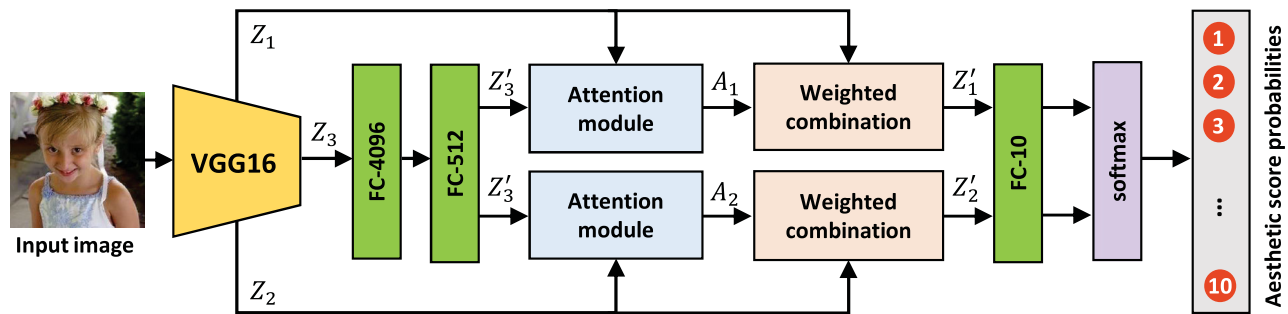 Z₁
Z₃
Z₂
Input image
VGG16
FC-4096
FC-512
Z′₃
Z′₃
Attention
module
Attention
module
A₁
A₂
Weighted
combination
Weighted
combination
Z′₁
Z′₂
FC-10
softmax
1
2
3
...
10
Aesthetic score probabilities